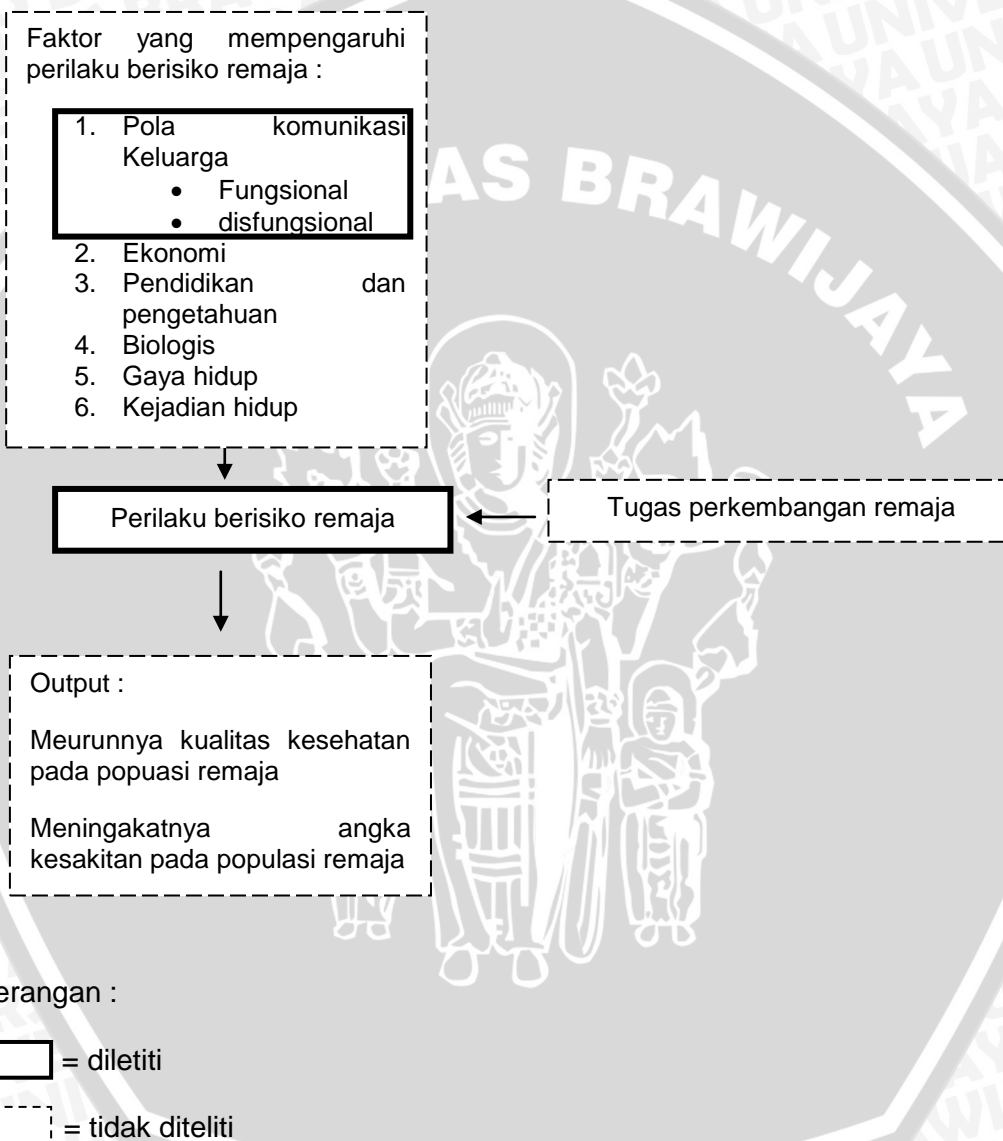 Faktor yang mempengaruhi
perilaku berisiko remaja :
1. Pola komunikasi
Keluarga
• Fungsional
• disfungsional
2. Ekonomi
3. Pendidikan dan
pengetahuan
4. Biologis
5. Gaya hidup
6. Kejadian hidup
AS BRAWIJAYA
Perilaku berisiko remaja
Tugas perkembangan remaja
Output :
Meurunnya kualitas kesehatan
pada popuasi remaja
Meningakatnya angka
kesakitan pada populasi remaja
erangan :
= diletiti
= tidak diteliti